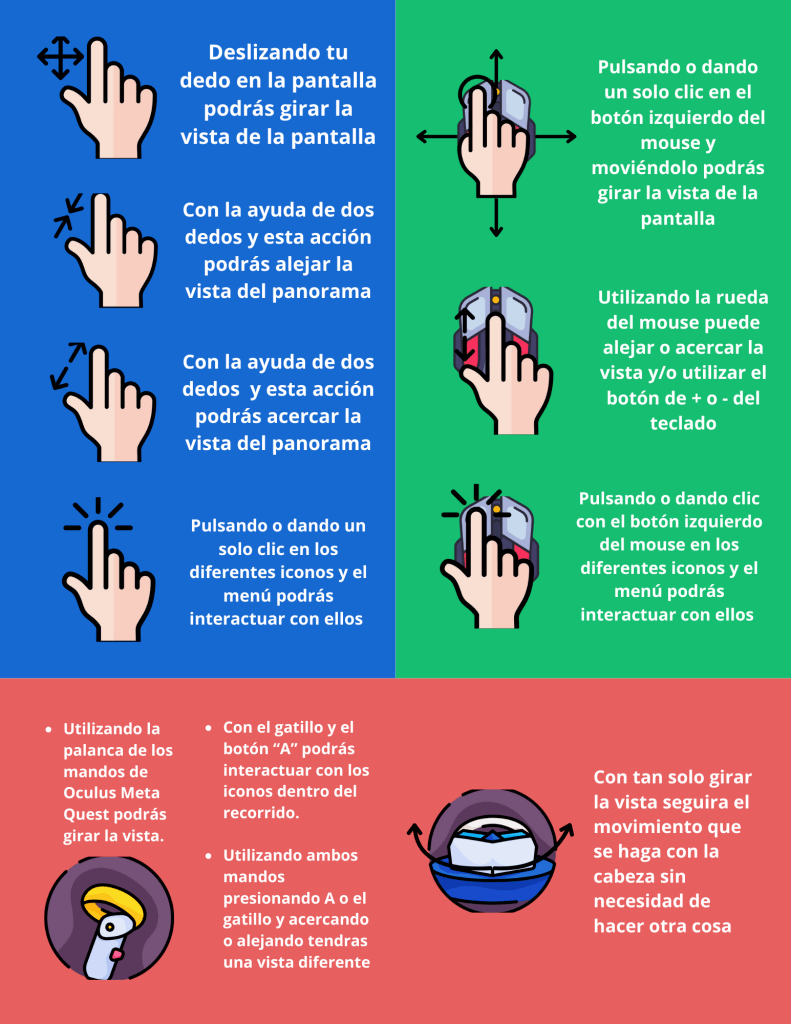 Deslizando tu
dedo en la pantalla
podrás girar la
vista de la pantalla
Con la ayuda de dos
dedos y esta acción
podrás alejar la
vista del panorama
Con la ayuda de dos
dedos y esta acción
podrás acercar la
vista del panorama
Pulsando o dando un
solo clic en los
diferentes iconos y el
menú podrás
interactuar con ellos
Pulsando o dando
un solo clic en el
botón izquierdo del
mouse y
moviéndolo podrás
girar la vista de la
pantalla
Utilizando la rueda
del mouse puede
alejar o acercar la
vista y/o utilizar el
botón de + o - del
teclado
Pulsando o dando clic
con el botón izquierdo
del mouse en los
diferentes iconos y el
menú podrás
interactuar con ellos
• Utilizando la
palanca de los
mandos de
Oculus Meta
Quest podrás
girar la vista.
• Con el gatillo y el
botón “A” podrás
interactuar con los
iconos dentro del
recorrido.
• Utilizando ambos
mandos
presionando A o el
gatillo y acercando
o alejando tendras
una vista diferente
Con tan solo girar
la vista seguira el
movimiento que
se haga con la
cabeza sin
necesidad de
hacer otra cosa